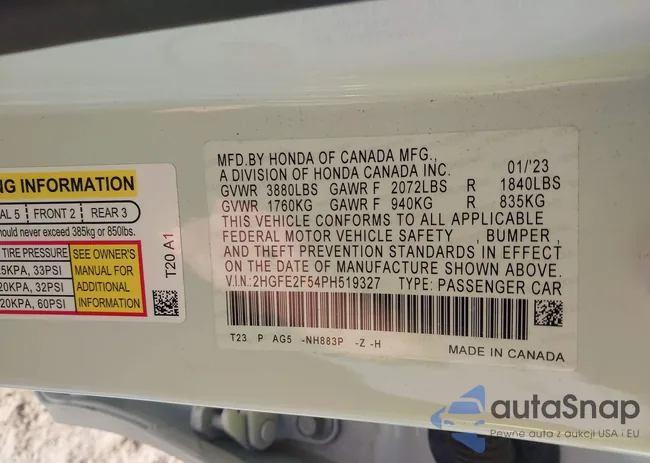 NG INFORMATION
AL 5 FRONT 2 REAR 3
ould never exceed 385kg or 850lbs.
TIRE PRESSURE
5KPA, 33PSI
20KPA, 32PSI
20KPA, 60PSI
SEE OWNER'S
MANUAL FOR
ADDITIONAL
INFORMATION
T20 A1
MFD.BY HONDA OF CANADA MFG.,
A DIVISION OF HONDA CANADA INC. 01/'23
GVWR 3880LBS GAWR F 2072LBS R 1840LBS
GVWR 1760KG GAWR F 940KG R 835KG
THIS VEHICLE CONFORMS TO ALL APPLICABLE
FEDERAL MOTOR VEHICLE SAFETY , BUMPER ,
AND THEFT PREVENTION STANDARDS IN EFFECT
ON THE DATE OF MANUFACTURE SHOWN ABOVE.
V.I.N.:2HGFE2F54PH519327 TYPE: PASSENGER CAR
T23 P AG5 -NH883P -Z -H
MADE IN CANADA
autaSnap
Pewne auta z aukcji USA i EU